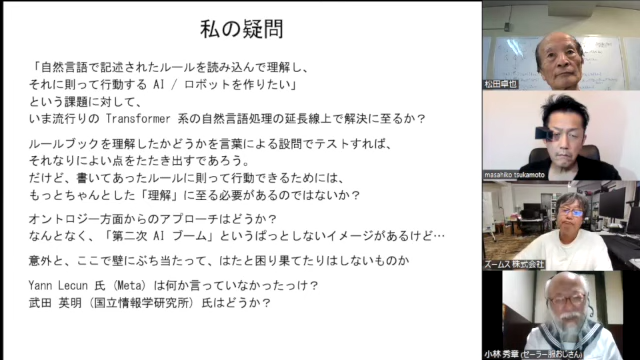 私の疑問
「自然言語で記述されたルールを読み込んで理解し、
それに則って行動する AI / ロボットを作りたい」
という課題に対して、
いま流行りの Transformer 系の自然言語処理の延長線上で解決に至るか？
ルールブックを理解したかどうかを言葉による設問でテストすれば、
それなりによい点をたたき出すであろう。
だけど、書いてあったルールに則って行動できるためには、
もっとちゃんとした「理解」に至る必要があるのではないか？
オントロジー方面からのアプローチはどうか？
なんとなく、「第二次 AI ブーム」というぱっとしないイメージがあるけど…
意外と、ここで壁にぶち当たって、はたと困り果てたりはしないものか
Yann Lecun 氏 (Meta) は何か言っていなかったっけ？
武田 英明 (国立情報学研究所) 氏はどうか？
松田卓也
masahiko tsukamoto
ズームス 株式会社
小林 秀章 (セーラー服おじさん)